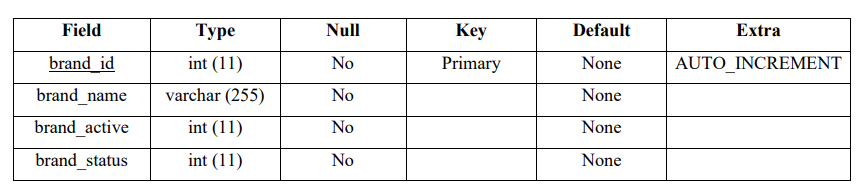 Field Type Null Key Default Extra
brand_id int (11) No Primary None AUTO_INCREMENT
brand_name varchar (255) No None
brand_active int (11) No None
brand_status int (11) No None